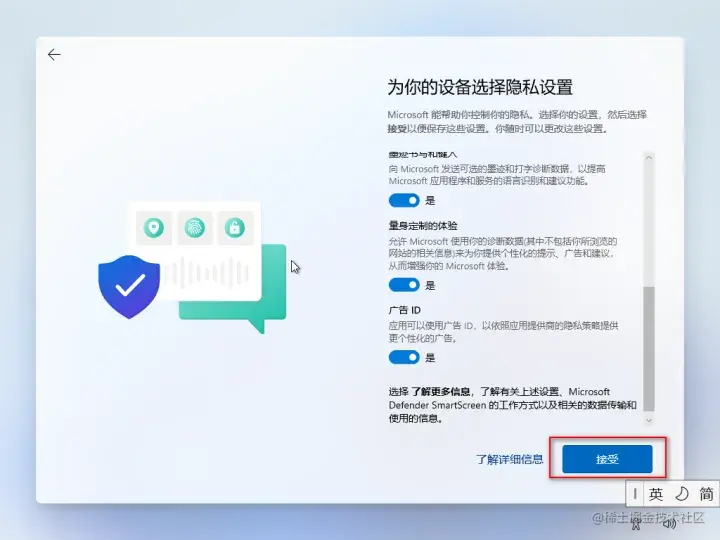 为你的设备选择隐私设置
Microsoft 能帮助你控制你的隐私。选择你的设置，然后选择
接受以便保存这些设置。你随时可以更改这些设置。
墨迹书写和键入
向 Microsoft 发送可选的墨迹和打字诊断数据，以提高
Microsoft 应用程序和服务的语言识别和建议功能。
是
量身定制的体验
允许 Microsoft 使用你的诊断数据(其中不包括你所浏览的
网站的相关信息)来为你提供个性化的提示、广告和建议，
从而增强你的 Microsoft 体验。
是
广告 ID
应用可以使用广告 ID，以依照应用提供商的隐私策略提供
更个性化的广告。
是
选择 了解更多信息，了解有关上述设置、Microsoft
Defender SmartScreen 的工作方式以及相关的数据传输和
使用的信息。
了解详细信息
接受
英 简
@稀土掘金技术社区